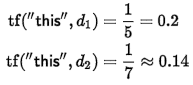 tf("this", d₁) = 1/5 = 0.2
tf("this", d₂) = 1/7 ≈ 0.14